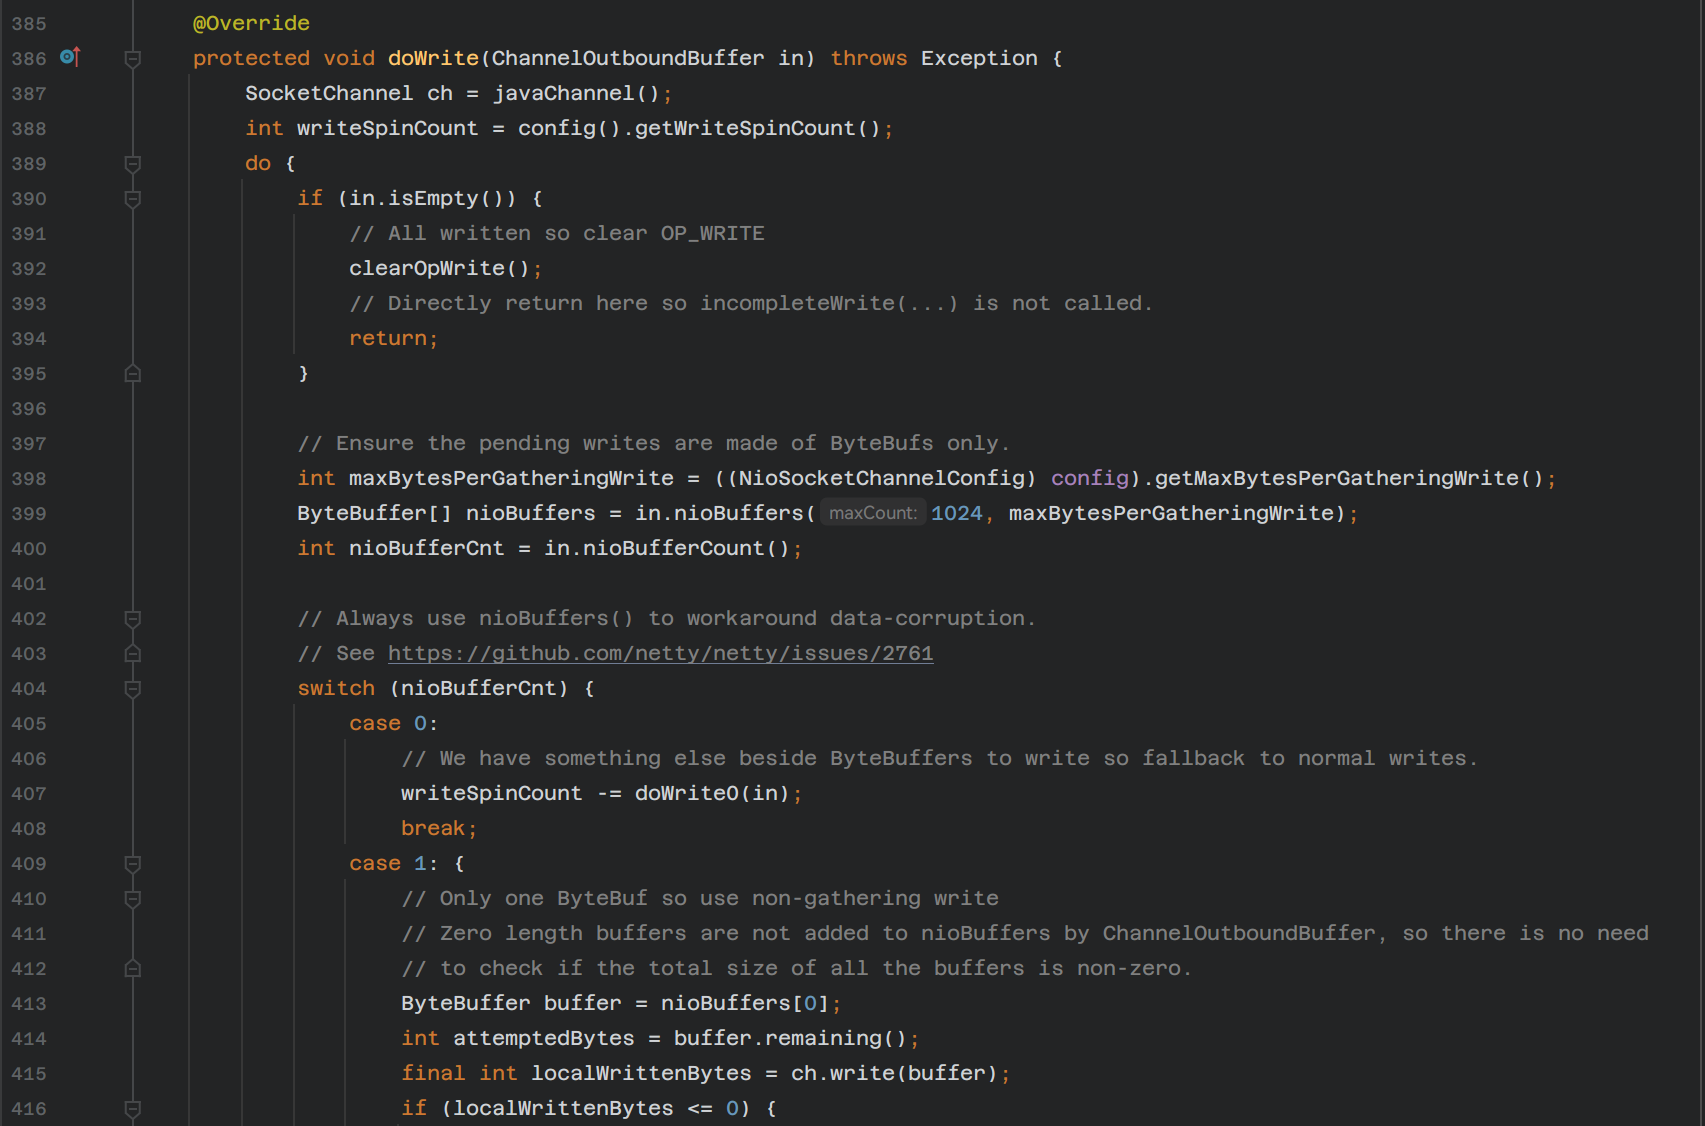 385 @Override
386 protected void doWrite(ChannelOutboundBuffer in) throws Exception {
387 SocketChannel ch = javaChannel();
388 int writeSpinCount = config().getWriteSpinCount();
389 do {
390 if (in.isEmpty()) {
391 // All written so clear OP_WRITE
392 clearOpWrite();
393 // Directly return here so incompleteWrite(...) is not called.
394 return;
395 }
396
397 // Ensure the pending writes are made of ByteBufs only.
398 int maxBytesPerGatheringWrite = ((NioSocketChannelConfig) config).getMaxBytesPerGatheringWrite();
399 ByteBuffer[] nioBuffers = in.nioBuffers( maxCount: 1024, maxBytesPerGatheringWrite);
400 int nioBufferCnt = in.nioBufferCount();
401
402 // Always use nioBuffers() to workaround data-corruption.
403 // See https://github.com/netty/netty/issues/2761
404 switch (nioBufferCnt) {
405 case 0:
406 // We have something else beside ByteBuffers to write so fallback to normal writes.
407 writeSpinCount -= doWrite0(in);
408 break;
409 case 1: {
410 // Only one ByteBuf so use non-gathering write
411 // Zero length buffers are not added to nioBuffers by ChannelOutboundBuffer, so there is no need
412 // to check if the total size of all the buffers is non-zero.
413 ByteBuffer buffer = nioBuffers[0];
414 int attemptedBytes = buffer.remaining();
415 final int localWrittenBytes = ch.write(buffer);
416 if (localWrittenBytes <= 0) {